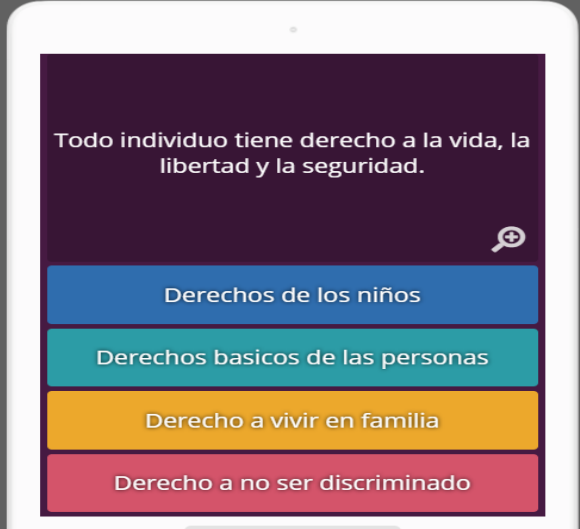 Todo individuo tiene derecho a la vida, la
libertad y la seguridad.
Derechos de los niños
Derechos basicos de las personas
Derecho a vivir en familia
Derecho a no ser discriminado